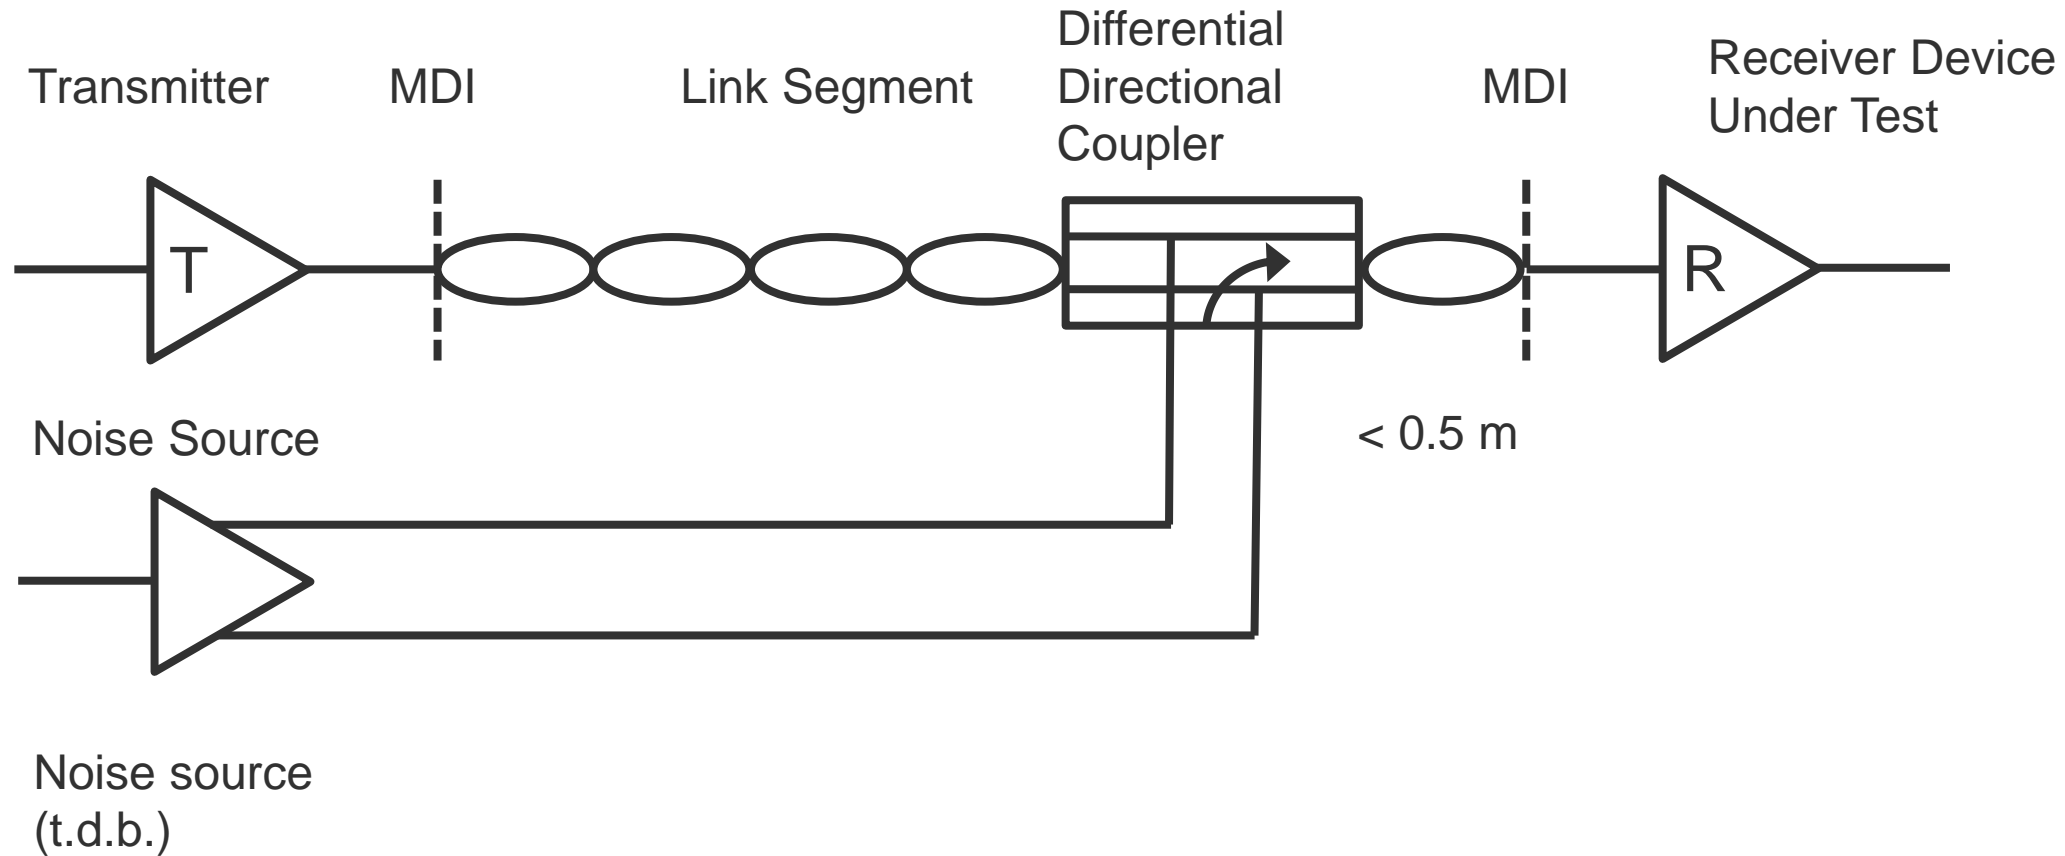 Transmitter
MDI
Link Segment
Differential
Directional
Coupler
MDI
Receiver Device
Under Test
T
R
Noise Source
< 0.5 m
Noise source
(t.d.b.)